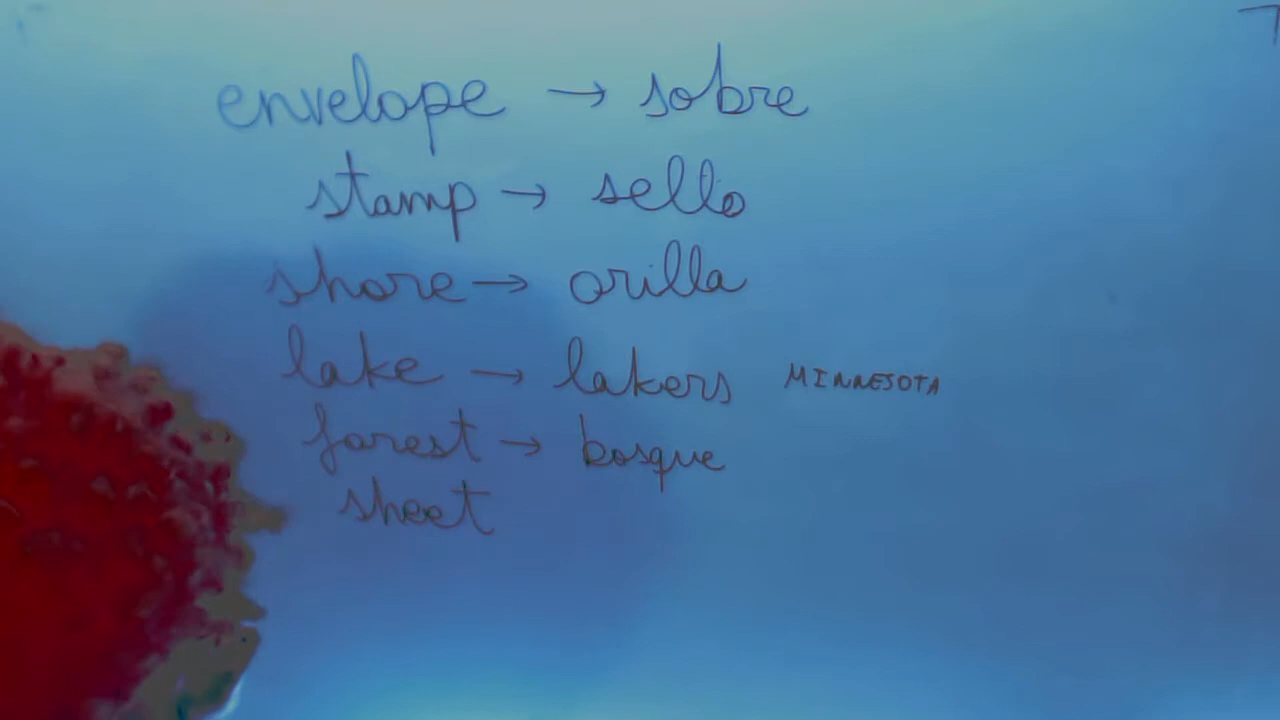 envelope → sobre
stamp → sello
shore → orilla
lake → lakers MINNESOTA
forest → bosque
sheet